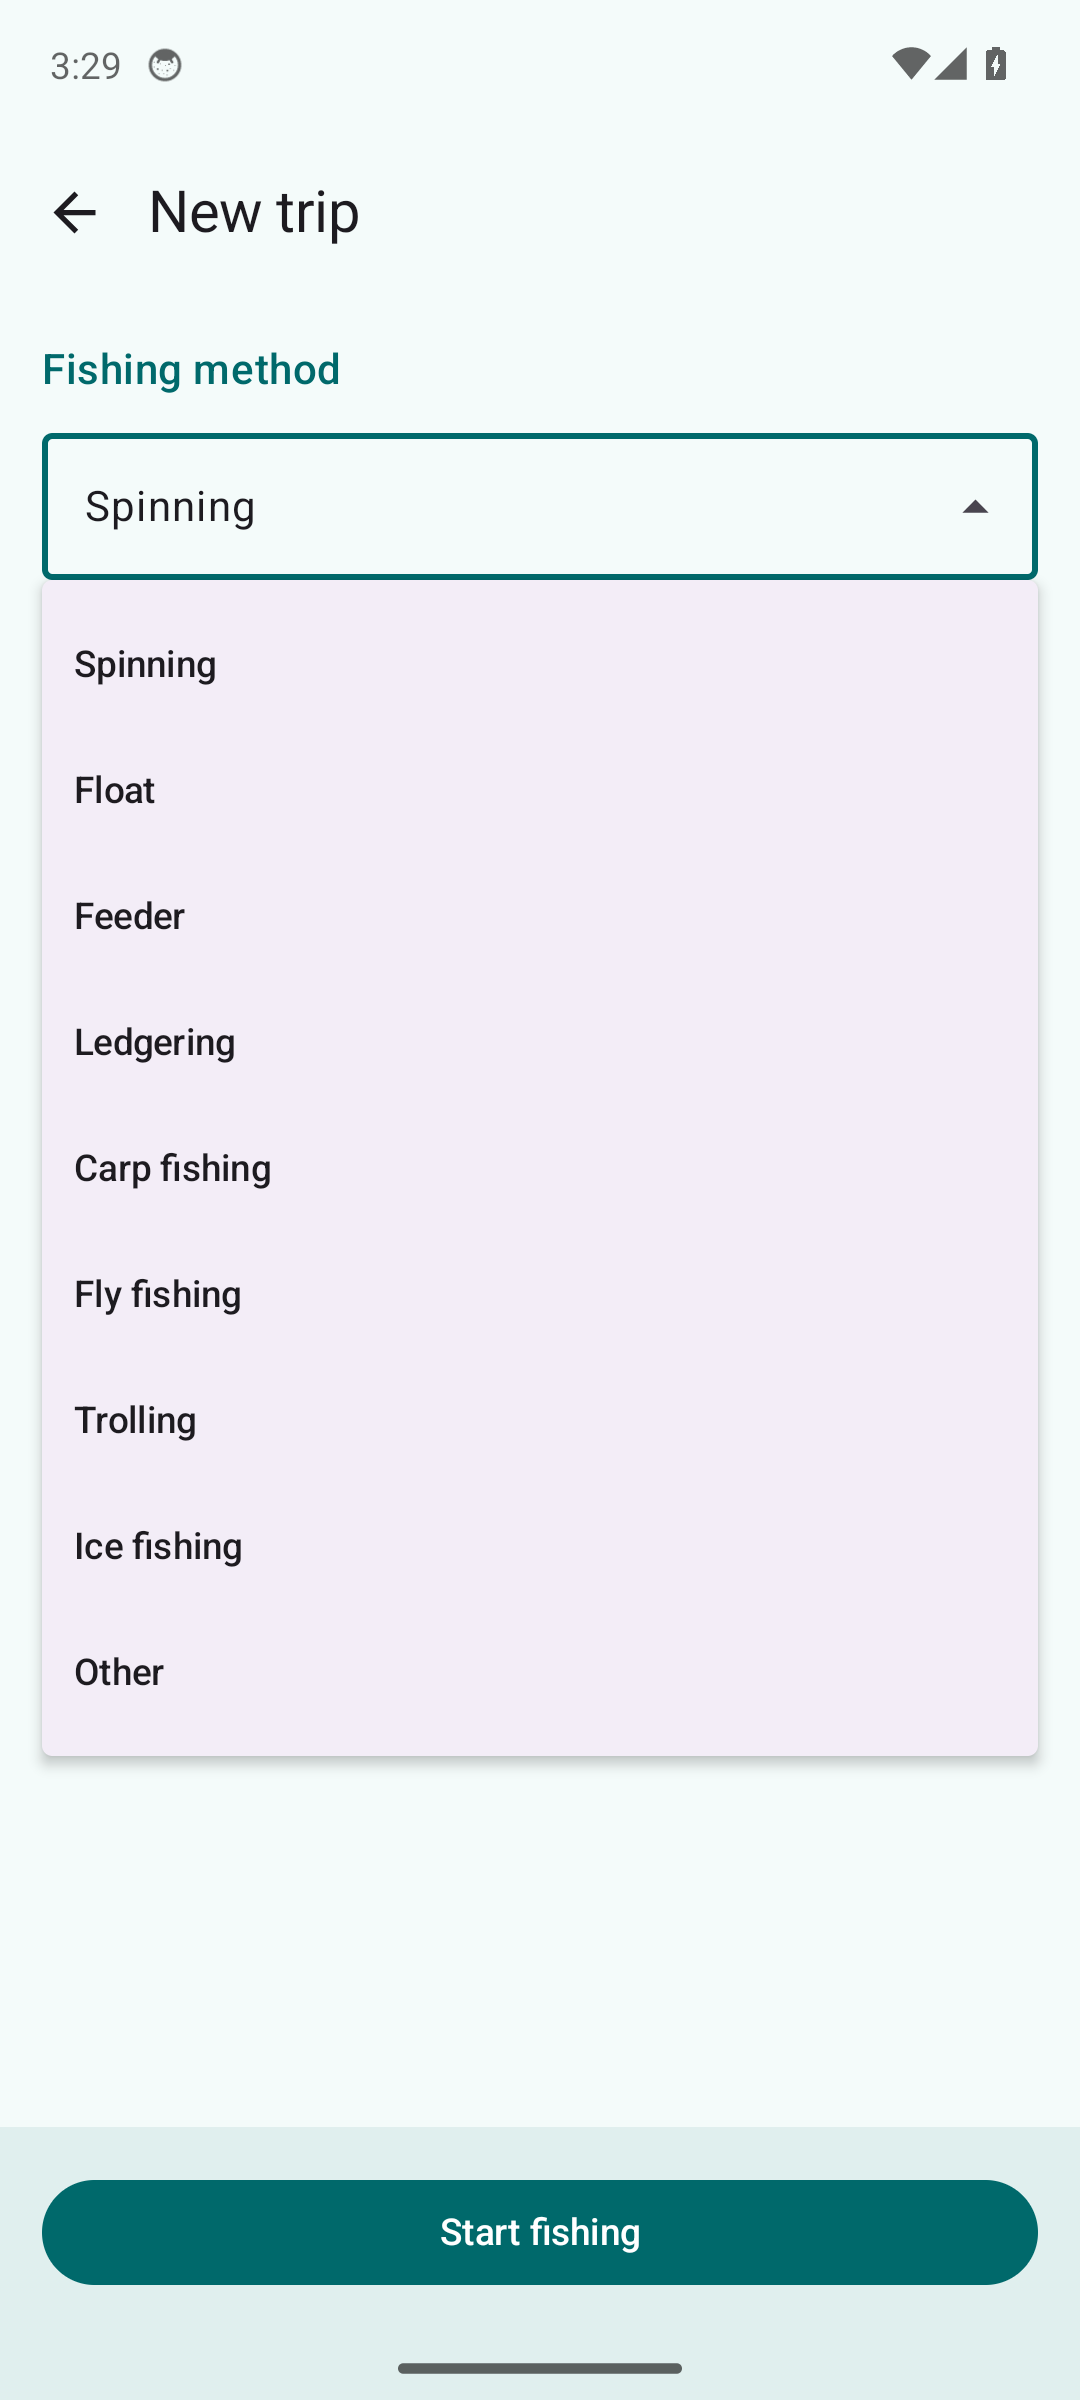 3:29
New trip
Fishing method
Spinning
Spinning
Float
Feeder
Ledgering
Carp fishing
Fly fishing
Trolling
Ice fishing
Other
Start fishing